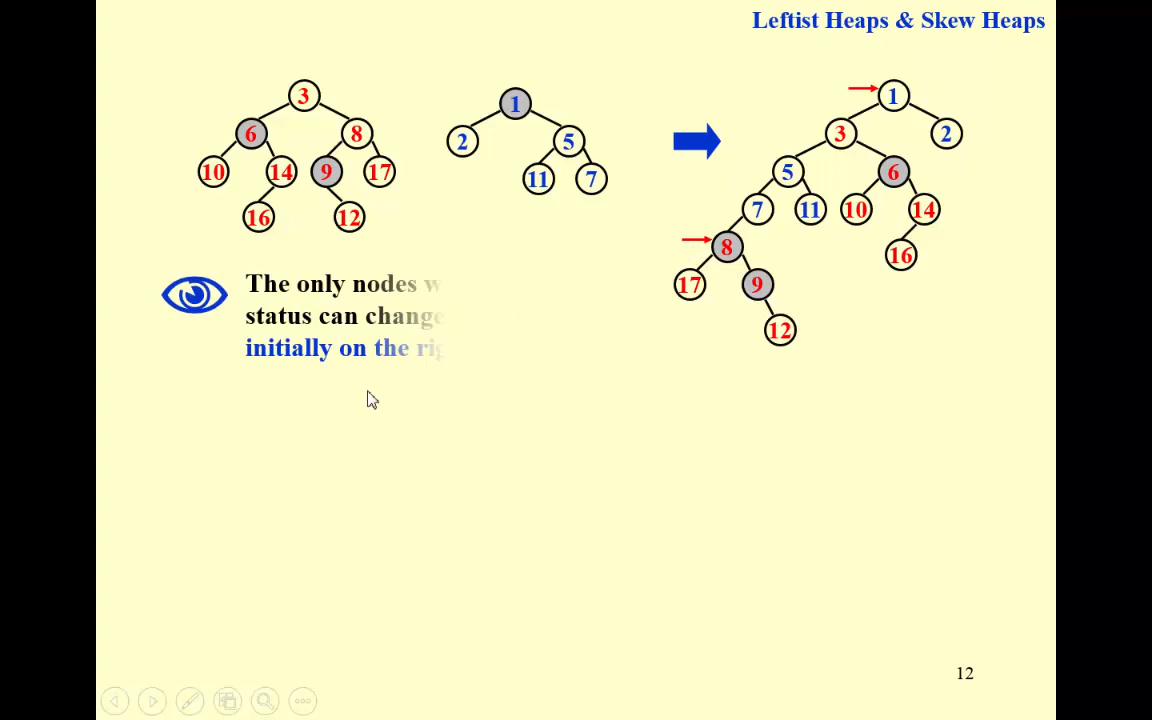 Leftist Heaps & Skew Heaps
3
6 8
10 14 9 17
16 12
1
2 5
11 7
1
3 2
5 6
7 11 10 14
8 16
17 9
12
The only nodes
status can change
initially on the
12